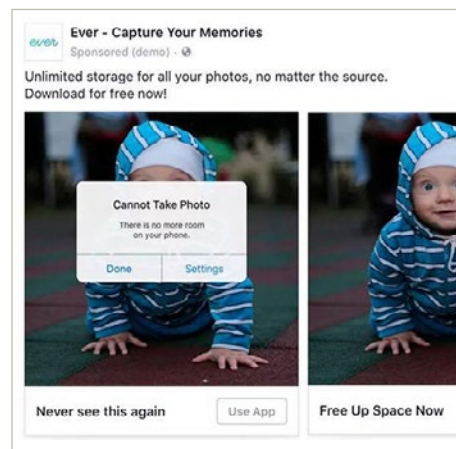 ever
Ever - Capture Your Memories
Sponsored (demo) ·
Unlimited storage for all your photos, no matter the source.
Download for free now!
Cannot Take Photo
There is no more room
on your phone.
Done Settings
Never see this again
Use App
Free Up Space Now